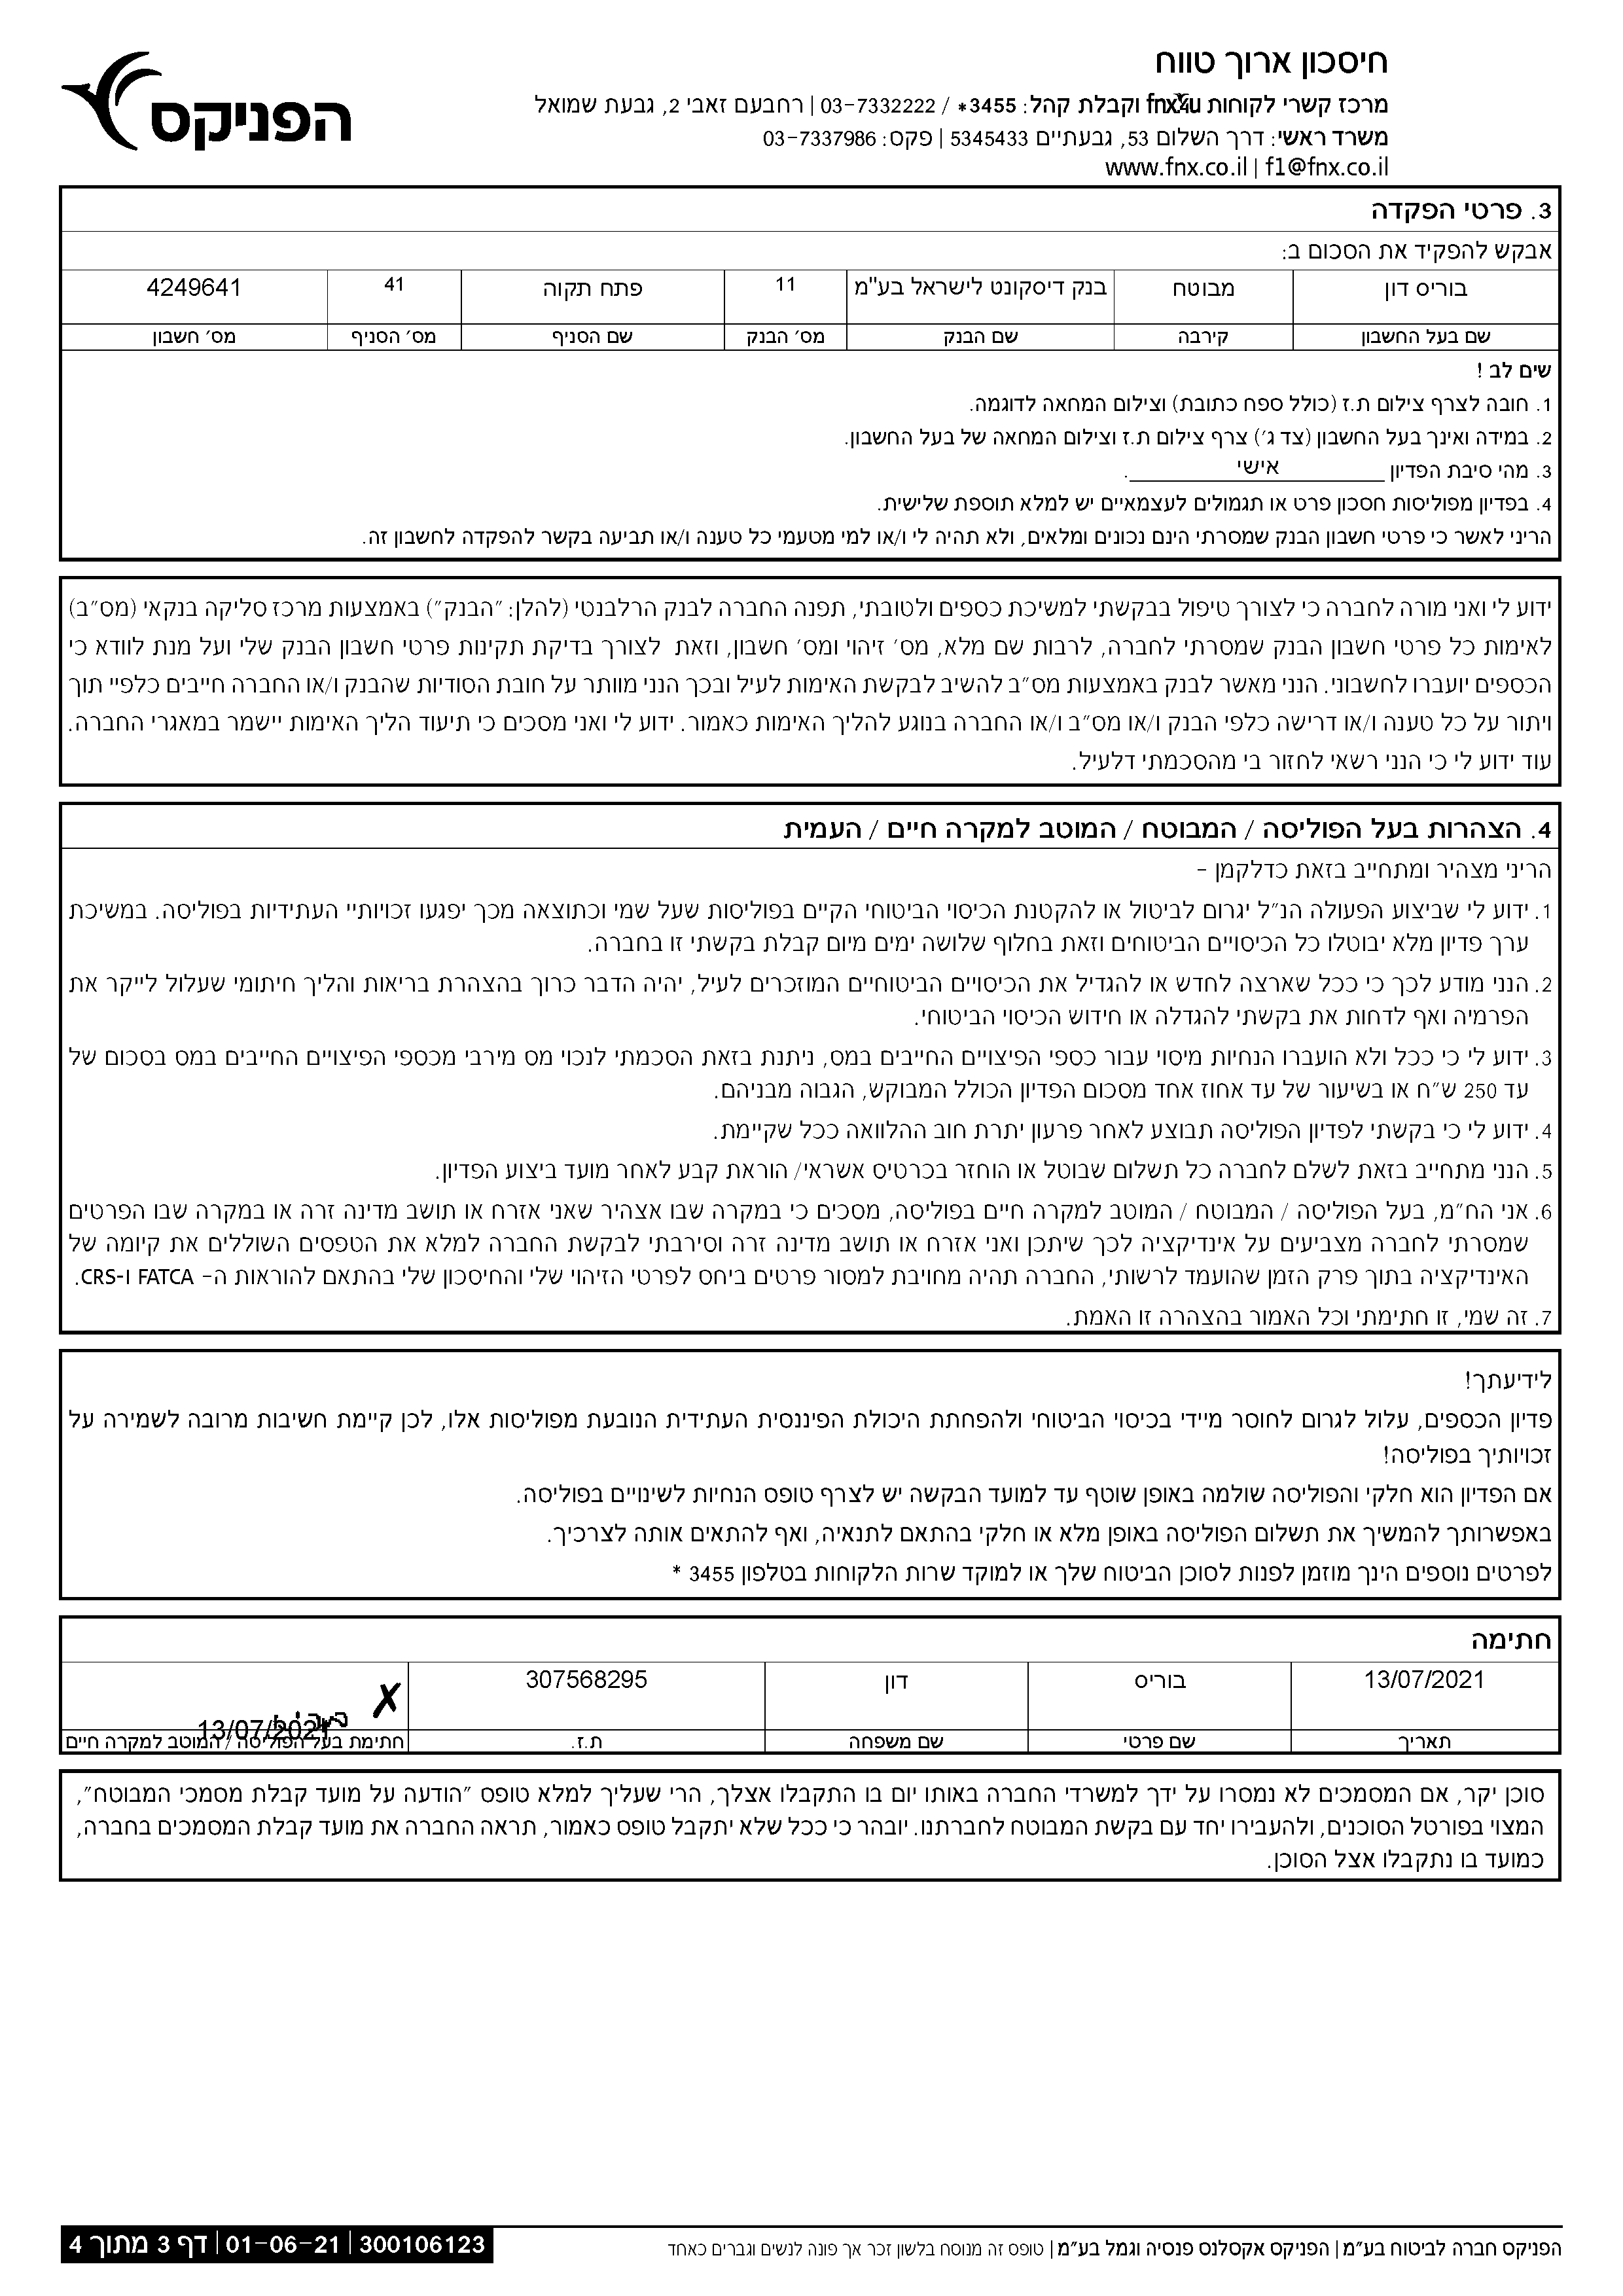 חיסכון ארוך טווח
מרכז קשרי לקוחות fnx4u וקבלת קהל: 3455* / 03-7332222 | רחבעם זאבי 2, גבעת שמואל
משרד ראשי: דרך השלום 53, גבעתיים 5345433 | פקס: 03-7337986
www.fnx.co.il | f1@fnx.co.il
הפניקס
3. פרטי הפקדה
אבקש להפקיד את הסכום ב:
בוריס דון מבוטח בנק דיסקונט לישראל בע"מ 11 פתח תקוה 41 4249641
שם בעל החשבון קירבה שם הבנק מס׳ הבנק שם הסניף מס׳ הסניף מס׳ חשבון
שים לב !
1. חובה לצרף צילום ת.ז (כולל ספח כתובת) וצילום המחאה לדוגמה.
2. במידה ואינך בעל החשבון (צד ג׳) צרף צילום ת.ז וצילום המחאה של בעל החשבון.
3. מהי סיבת הפדיון אישי.
4. בפדיון מפוליסות חסכון פרט או תגמולים לעצמאיים יש למלא תוספת שלישית.
הריני לאשר כי פרטי חשבון הבנק שמסרתי הינם נכונים ומלאים, ולא תהיה לי ו/או למי מטעמי כל טענה ו/או תביעה בקשר להפקדה לחשבון זה.
ידוע לי ואני מורה לחברה כי לצורך טיפול בבקשתי למשיכת כספים ולטובתי, תפנה החברה לבנק הרלבנטי (להלן: ״הבנק״) באמצעות מרכז סליקה בנקאי (מס״ב)
לאימות כל פרטי חשבון הבנק שמסרתי לחברה, לרבות שם מלא, מס׳ זיהוי ומס׳ חשבון, וזאת לצורך בדיקת תקינות פרטי חשבון הבנק שלי ועל מנת לוודא כי
הכספים יועברו לחשבוני. הנני מאשר לבנק באמצעות מס״ב להשיב לבקשת האימות לעיל ובכך הנני מוותר על חובת הסודיות שהבנק ו/או החברה חייבים כלפיי תוך
ויתור על כל טענה ו/או דרישה כלפי הבנק ו/או מס״ב ו/או החברה בנוגע להליך האימות כאמור. ידוע לי ואני מסכים כי תיעוד הליך האימות יישמר במאגרי החברה.
עוד ידוע לי כי הנני רשאי לחזור בי מהסכמתי דלעיל.
4. הצהרות בעל הפוליסה / המבוטח / המוטב למקרה חיים / העמית
הריני מצהיר ומתחייב בזאת כדלקמן –
1. ידוע לי שביצוע הפעולה הנ״ל יגרום לביטול או להקטנת הכיסוי הביטוחי הקיים בפוליסות שעל שמי וכתוצאה מכך יפגעו זכויותיי העתידיות בפוליסה. במשיכת
ערך פדיון מלא יבוטלו כל הכיסויים הביטוחים וזאת בחלוף שלושה ימים מיום קבלת בקשתי זו בחברה.
2. הנני מודע לכך כי ככל שארצה לחדש או להגדיל את הכיסויים הביטוחיים המוזכרים לעיל, יהיה הדבר כרוך בהצהרת בריאות והליך חיתומי שעלול לייקר את
הפרמיה ואף לדחות את בקשתי להגדלה או חידוש הכיסוי הביטוחי.
3. ידוע לי כי ככל ולא הועברו הנחיות מיסוי עבור כספי הפיצויים החייבים במס, ניתנת בזאת הסכמתי לנכוי מס מירבי מכספי הפיצויים החייבים במס בסכום של
עד 250 ש״ח או בשיעור של עד אחוז אחד מסכום הפדיון הכולל המבוקש, הגבוה מבניהם.
4. ידוע לי כי בקשתי לפדיון הפוליסה תבוצע לאחר פרעון יתרת חוב ההלוואה ככל שקיימת.
5. הנני מתחייב בזאת לשלם לחברה כל תשלום שבוטל או הוחזר בכרטיס אשראי/ הוראת קבע לאחר מועד ביצוע הפדיון.
6. אני הח״מ, בעל הפוליסה / המבוטח / המוטב למקרה חיים בפוליסה, מסכים כי במקרה שבו אצהיר שאני אזרח או תושב מדינה זרה או במקרה שבו הפרטים
שמסרתי לחברה מצביעים על אינדיקציה לכך שיתכן ואני אזרח או תושב מדינה זרה וסירבתי לבקשת החברה למלא את הטפסים השוללים את קיומה של
האינדיקציה בתוך פרק הזמן שהועמד לרשותי, החברה תהיה מחויבת למסור פרטים ביחס לפרטי הזיהוי שלי והחיסכון שלי בהתאם להוראות ה- FATCA ו-CRS.
7. זה שמי, זו חתימתי וכל האמור בהצהרה זו האמת.
לידיעתך!
פדיון הכספים, עלול לגרום לחוסר מיידי בכיסוי הביטוחי ולהפחתת היכולת הפיננסית העתידית הנובעת מפוליסות אלו, לכן קיימת חשיבות מרובה לשמירה על
זכויותיך בפוליסה!
אם הפדיון הוא חלקי והפוליסה שולמה באופן שוטף עד למועד הבקשה יש לצרף טופס הנחיות לשינויים בפוליסה.
באפשרותך להמשיך את תשלום הפוליסה באופן מלא או חלקי בהתאם לתנאיה, ואף להתאים אותה לצרכיך.
לפרטים נוספים הינך מוזמן לפנות לסוכן הביטוח שלך או למוקד שרות הלקוחות בטלפון 3455 *
חתימה
13/07/2021 בוריס דון 307568295 ✗ 13/07/2021
תאריך שם פרטי שם משפחה ת.ז. חתימת בעל הפוליסה / המוטב למקרה חיים
סוכן יקר, אם המסמכים לא נמסרו על ידך למשרדי החברה באותו יום בו התקבלו אצלך, הרי שעליך למלא טופס ״הודעה על מועד קבלת מסמכי המבוטח״,
המצוי בפורטל הסוכנים, ולהעבירו יחד עם בקשת המבוטח לחברתנו. יובהר כי ככל שלא יתקבל טופס כאמור, תראה החברה את מועד קבלת המסמכים בחברה,
כמועד בו נתקבלו אצל הסוכן.
הפניקס חברה לביטוח בע״מ | הפניקס אקסלנס פנסיה וגמל בע״מ | טופס זה מנוסח בלשון זכר אך פונה לנשים וגברים כאחד
300106123 | 01-06-21 | דף 3 מתוך 4